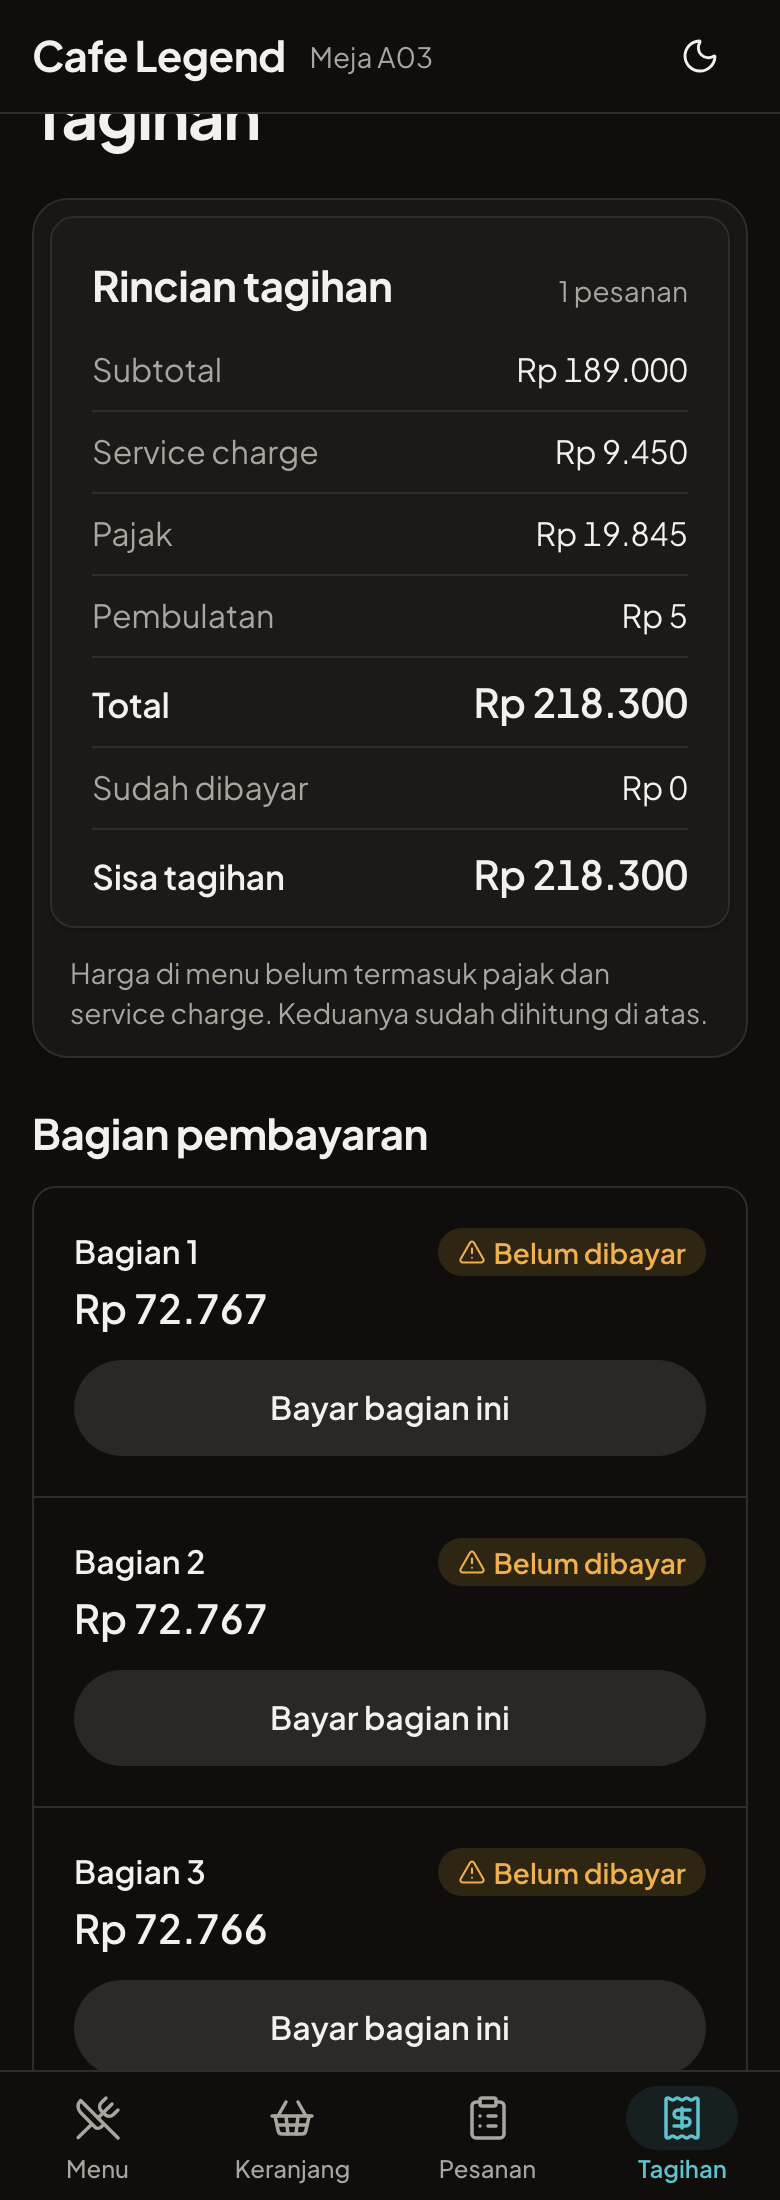 Cafe Legend Meja A03
Tagihan
Rincian tagihan 1 pesanan
Subtotal Rp 189.000
Service charge Rp 9.450
Pajak Rp 19.845
Pembulatan Rp 5
Total Rp 218.300
Sudah dibayar Rp 0
Sisa tagihan Rp 218.300
Harga di menu belum termasuk pajak dan
service charge. Keduanya sudah dihitung di atas.
Bagian pembayaran
Bagian 1 Belum dibayar
Rp 72.767
Bayar bagian ini
Bagian 2 Belum dibayar
Rp 72.767
Bayar bagian ini
Bagian 3 Belum dibayar
Rp 72.766
Bayar bagian ini
Menu Keranjang Pesanan Tagihan